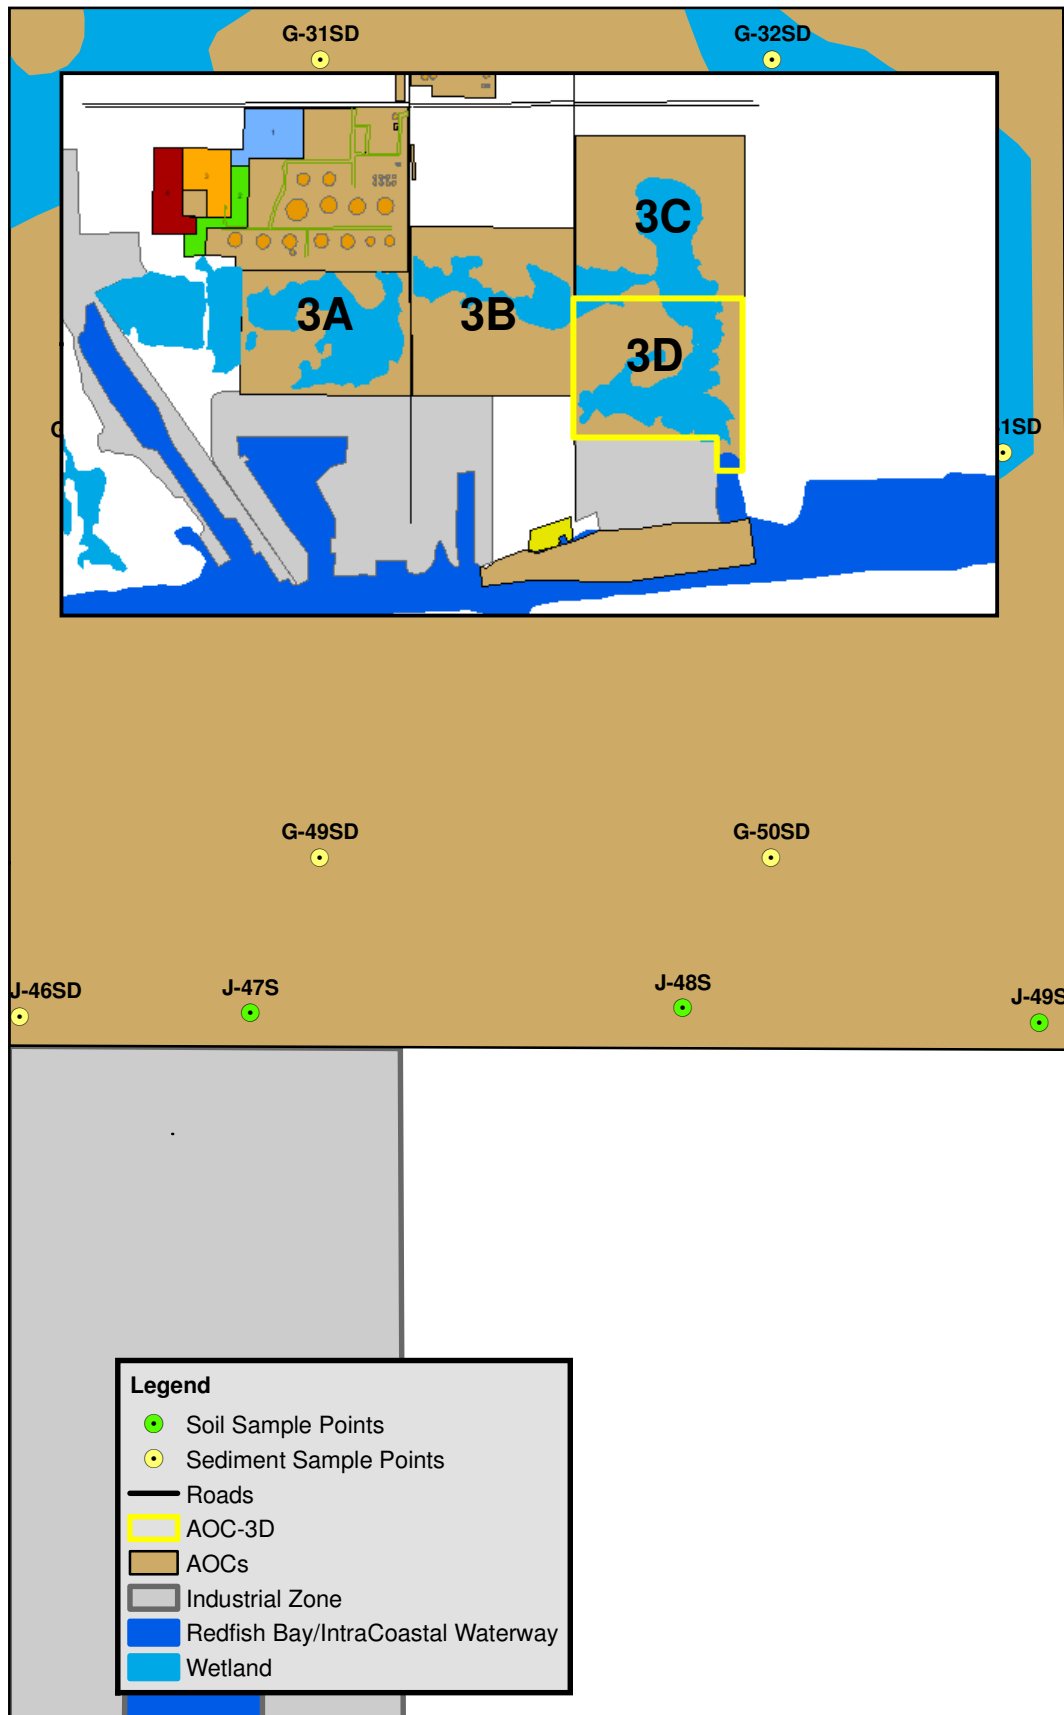 G-31SD
G-32SD
3C
3A
3B
3D
1SD
G-49SD
G-50SD
J-46SD
J-47S
J-48S
J-49S
Legend
Soil Sample Points
Sediment Sample Points
Roads
AOC-3D
AOCs
Industrial Zone
Redfish Bay/IntraCoastal Waterway
Wetland